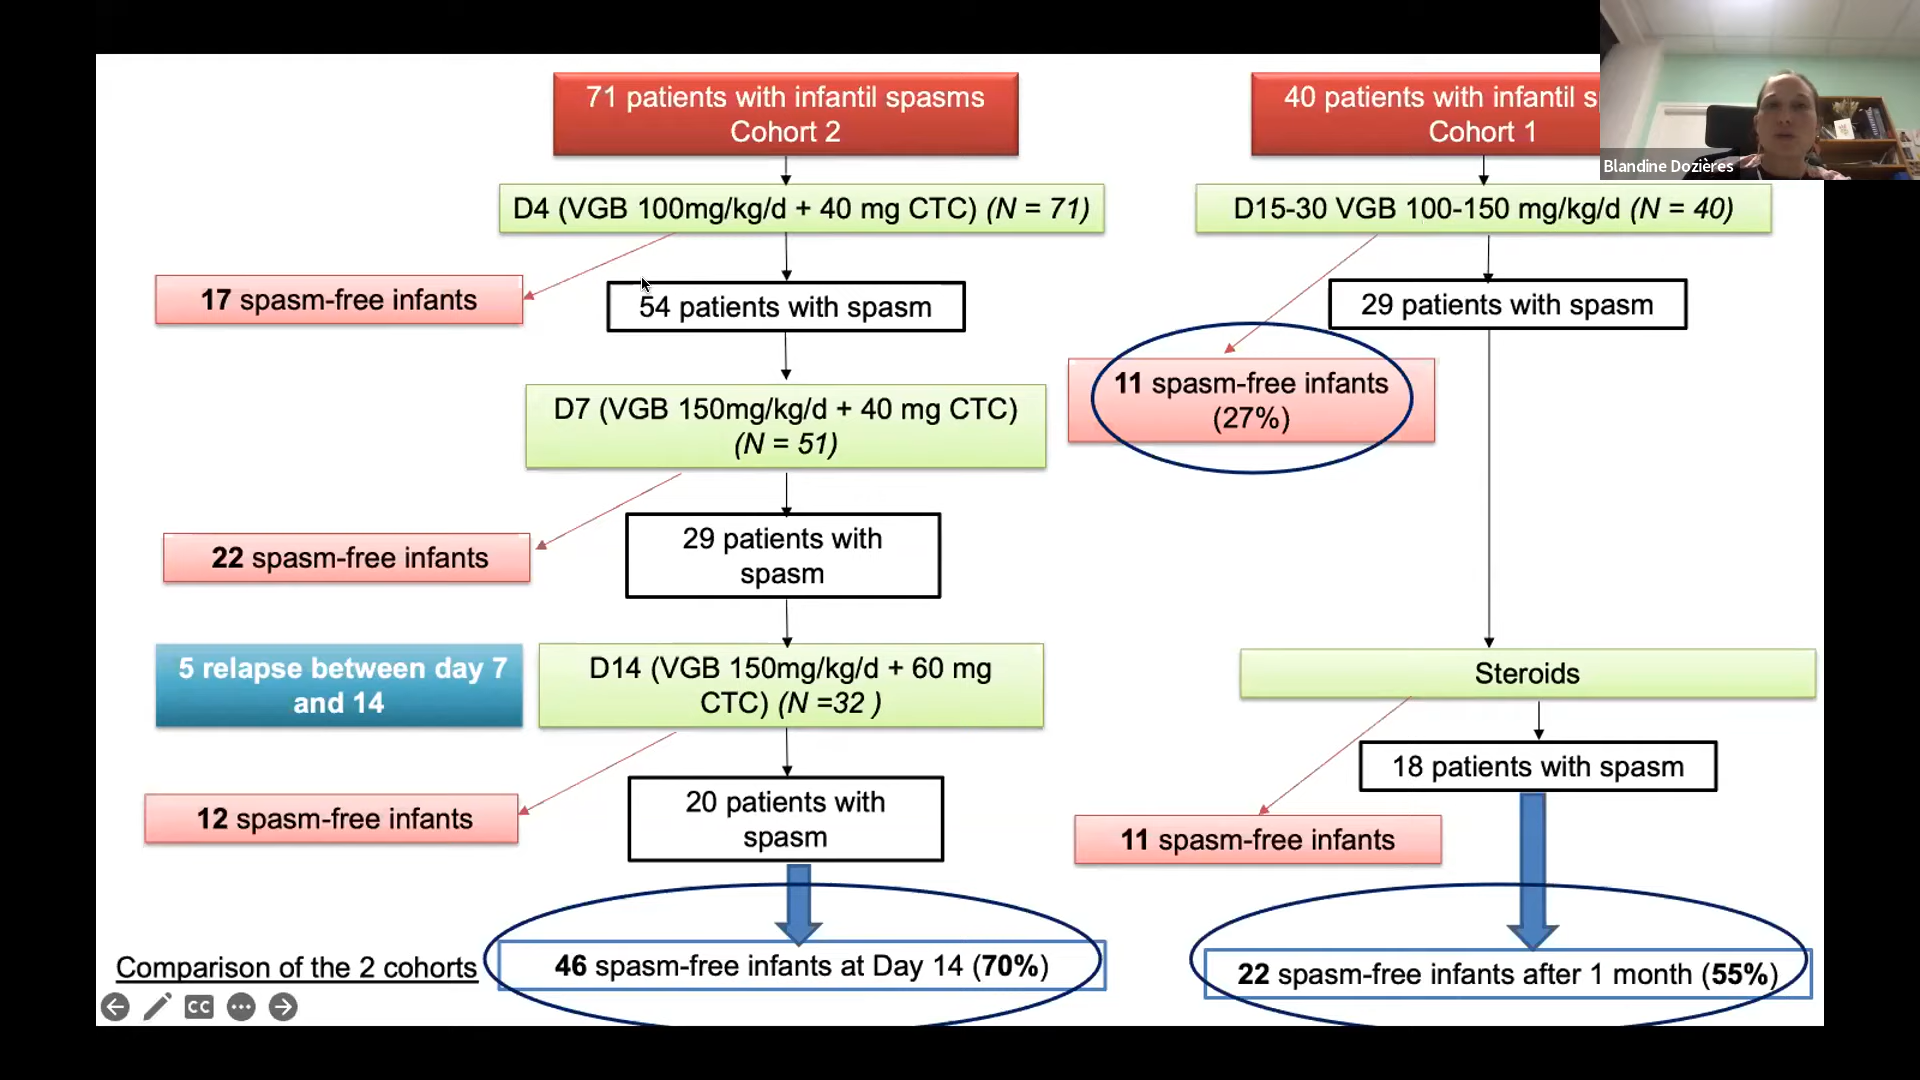 71 patients with infantil spasms
Cohort 2
D4 (VGB 100mg/kg/d + 40 mg CTC) (N = 71)
17 spasm-free infants
54 patients with spasm
D7 (VGB 150mg/kg/d + 40 mg CTC)
(N = 51)
22 spasm-free infants
29 patients with
spasm
5 relapse between day 7
and 14
D14 (VGB 150mg/kg/d + 60 mg
CTC) (N =32 )
12 spasm-free infants
20 patients with
spasm
Comparison of the 2 cohorts
46 spasm-free infants at Day 14 (70%)
40 patients with infantil
Cohort 1
D15-30 VGB 100-150 mg/kg/d (N = 40)
29 patients with spasm
11 spasm-free infants
(27%)
Steroids
18 patients with spasm
11 spasm-free infants
22 spasm-free infants after 1 month (55%)
Blandine Dozières
CC